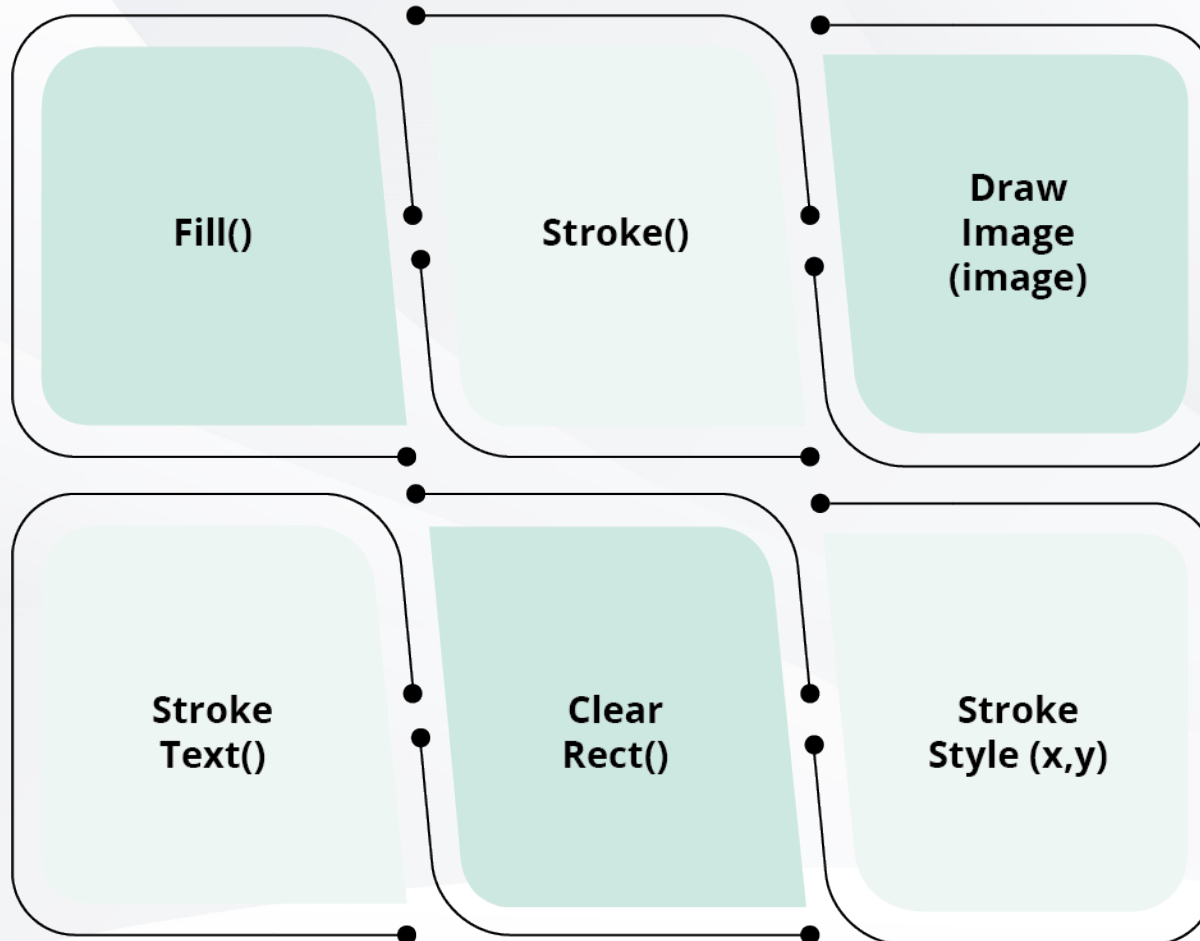 Fill()
Stroke()
Draw
Image
(image)
Stroke
Text()
Clear
Rect()
Stroke
Style (x,y)